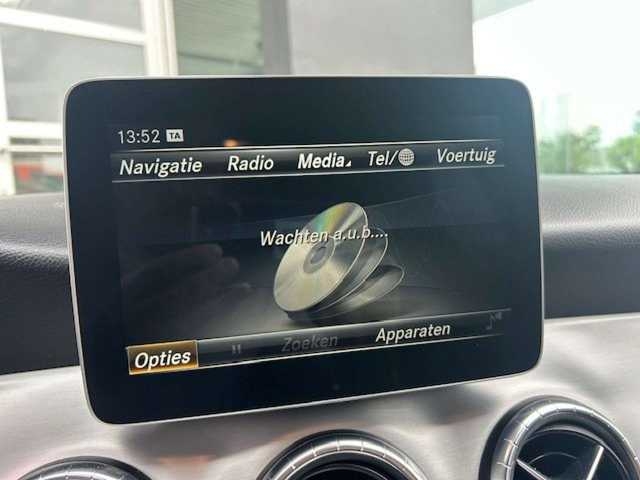 13:52 TA
Navigatie Radio Media Tel/ Voertuig
Wachten a.u.b....
Opties Zoeken Apparaten